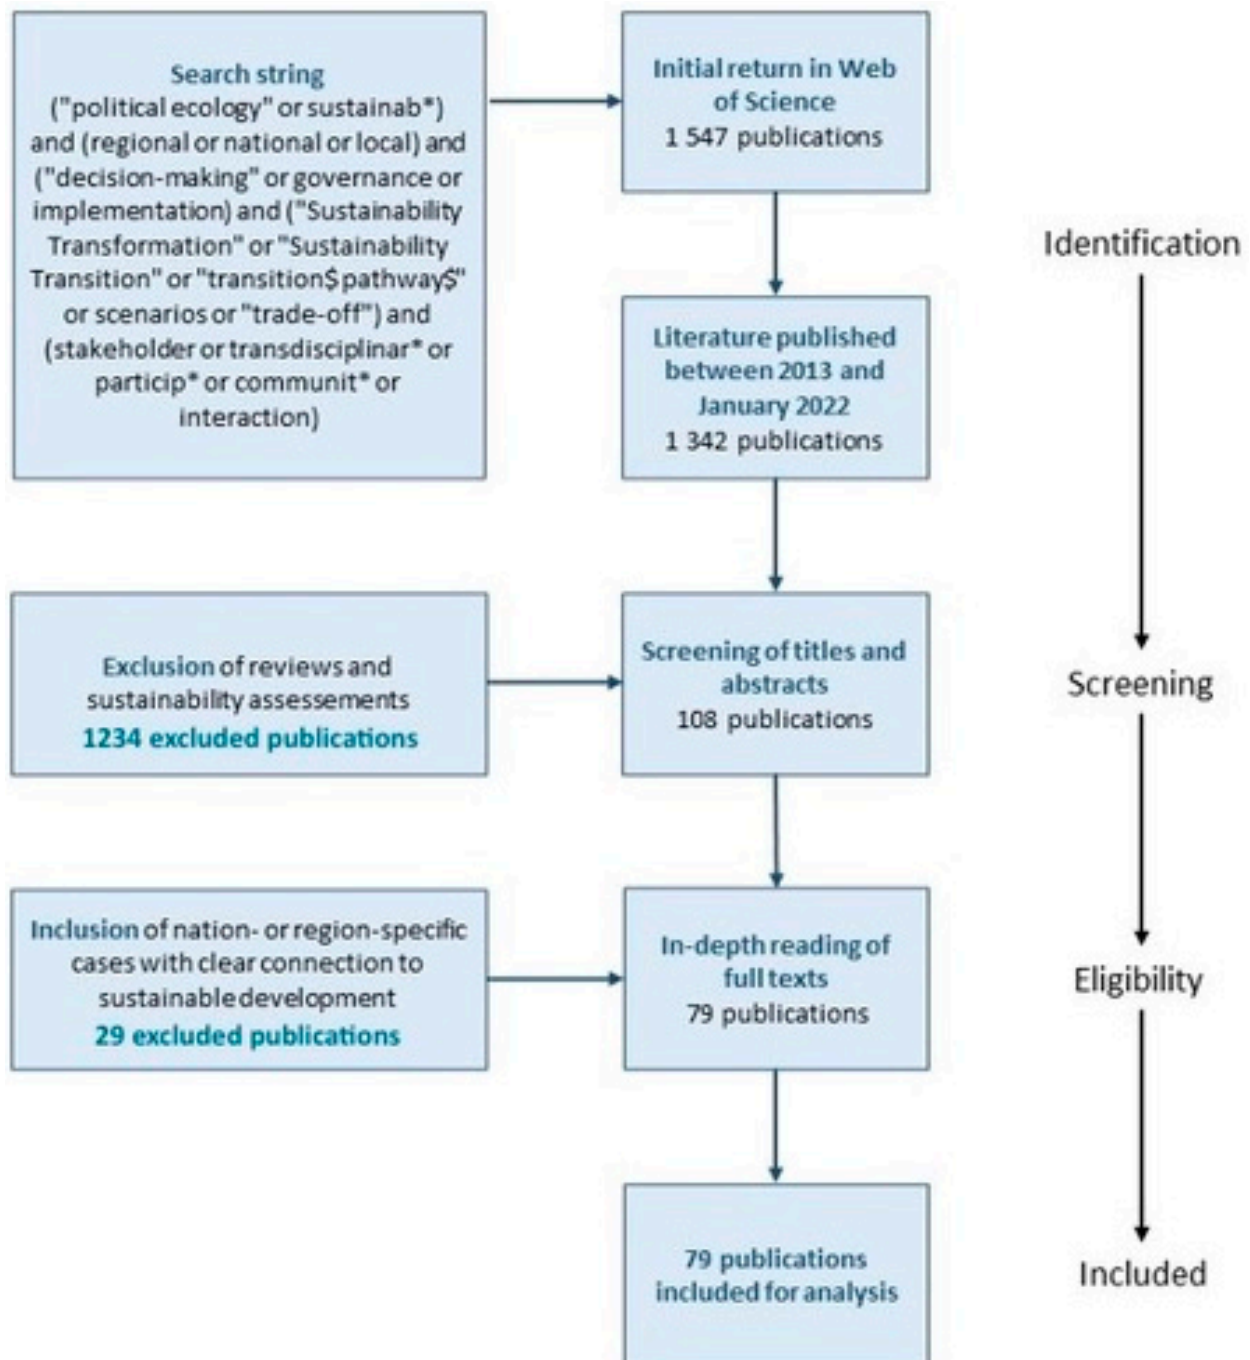 Search string
("political ecology" or sustainab*)
and (regional or national or local) and
("decision-making" or governance or
implementation) and ("Sustainability
Transformation" or "Sustainability
Transition" or "transition$ pathway$"
or scenarios or "trade-off") and
(stakeholder or transdisciplinar* or
particip* or communit* or
interaction)
Initial return in Web
of Science
1 547 publications
Identification
Literature published
between 2013 and
January 2022
1 342 publications
Exclusion of reviews and
sustainability assessements
1234 excluded publications
Screening of titles and
abstracts
108 publications
Screening
Inclusion of nation- or region-specific
cases with clear connection to
sustainable development
29 excluded publications
In-depth reading of
full texts
79 publications
Eligibility
79 publications
included for analysis
Included